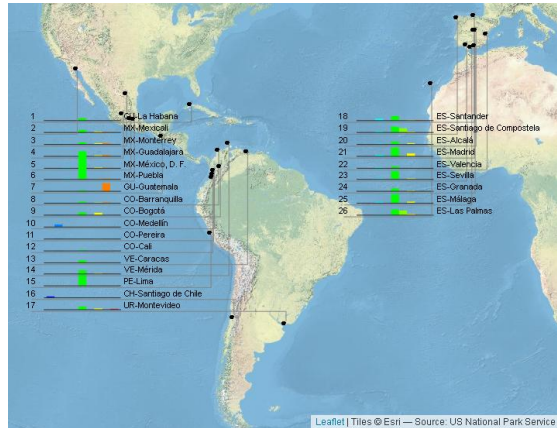 1 CU-La Habana
2 MX-Mexicali
3 MX-Monterrey
4 MX-Guadalajara
5 MX-México, D. F.
6 MX-Puebla
7 GU-Guatemala
8 CO-Barranquilla
9 CO-Bogotá
10 CO-Medellín
11 CO-Pereira
12 CO-Cali
13 VE-Caracas
14 VE-Mérida
15 PE-Lima
16 CH-Santiago de Chile
17 UR-Montevideo
18 ES-Santander
19 ES-Santiago de Compostela
20 ES-Alcalá
21 ES-Madrid
22 ES-Valencia
23 ES-Sevilla
24 ES-Granada
25 ES-Málaga
26 ES-Las Palmas
Leaflet | Tiles © Esri — Source: US National Park Service